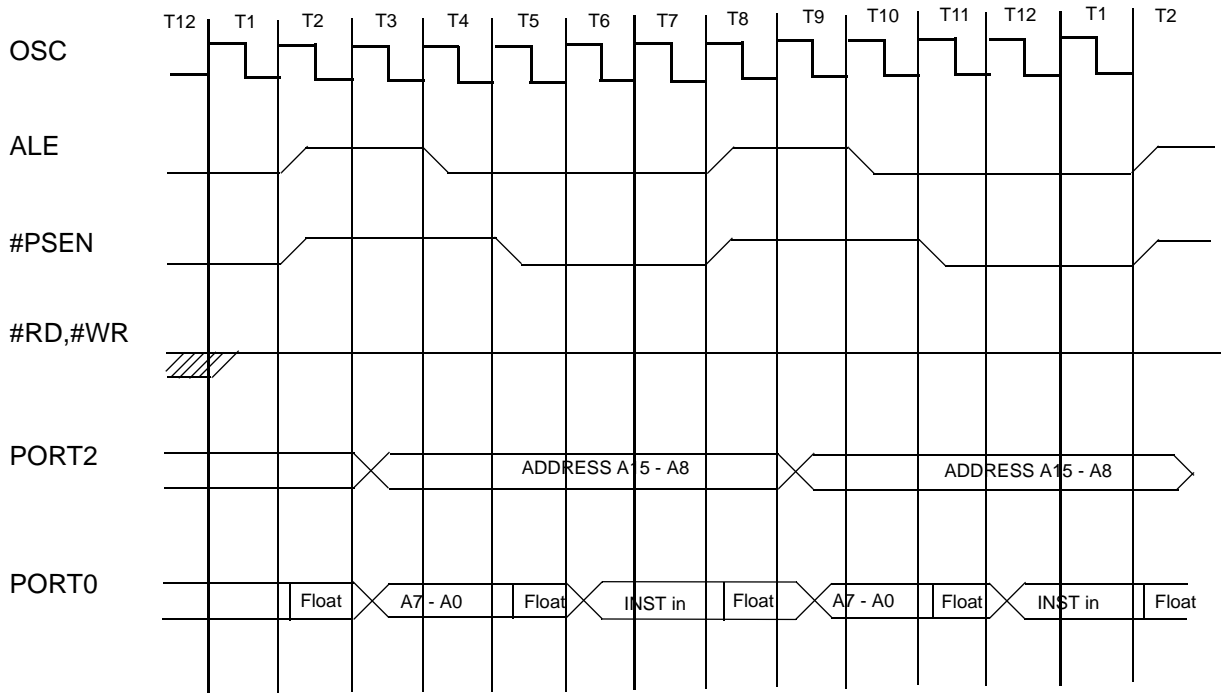 T12 T1 T2 T3 T4 T5 T6 T7 T8 T9 T10 T11 T12 T1 T2
OSC
ALE
#PSEN
#RD,#WR
PORT2 ADDRESS A15 - A8 ADDRESS A15 - A8
PORT0 Float A7 - A0 Float INST in Float A7 - A0 Float INST in Float